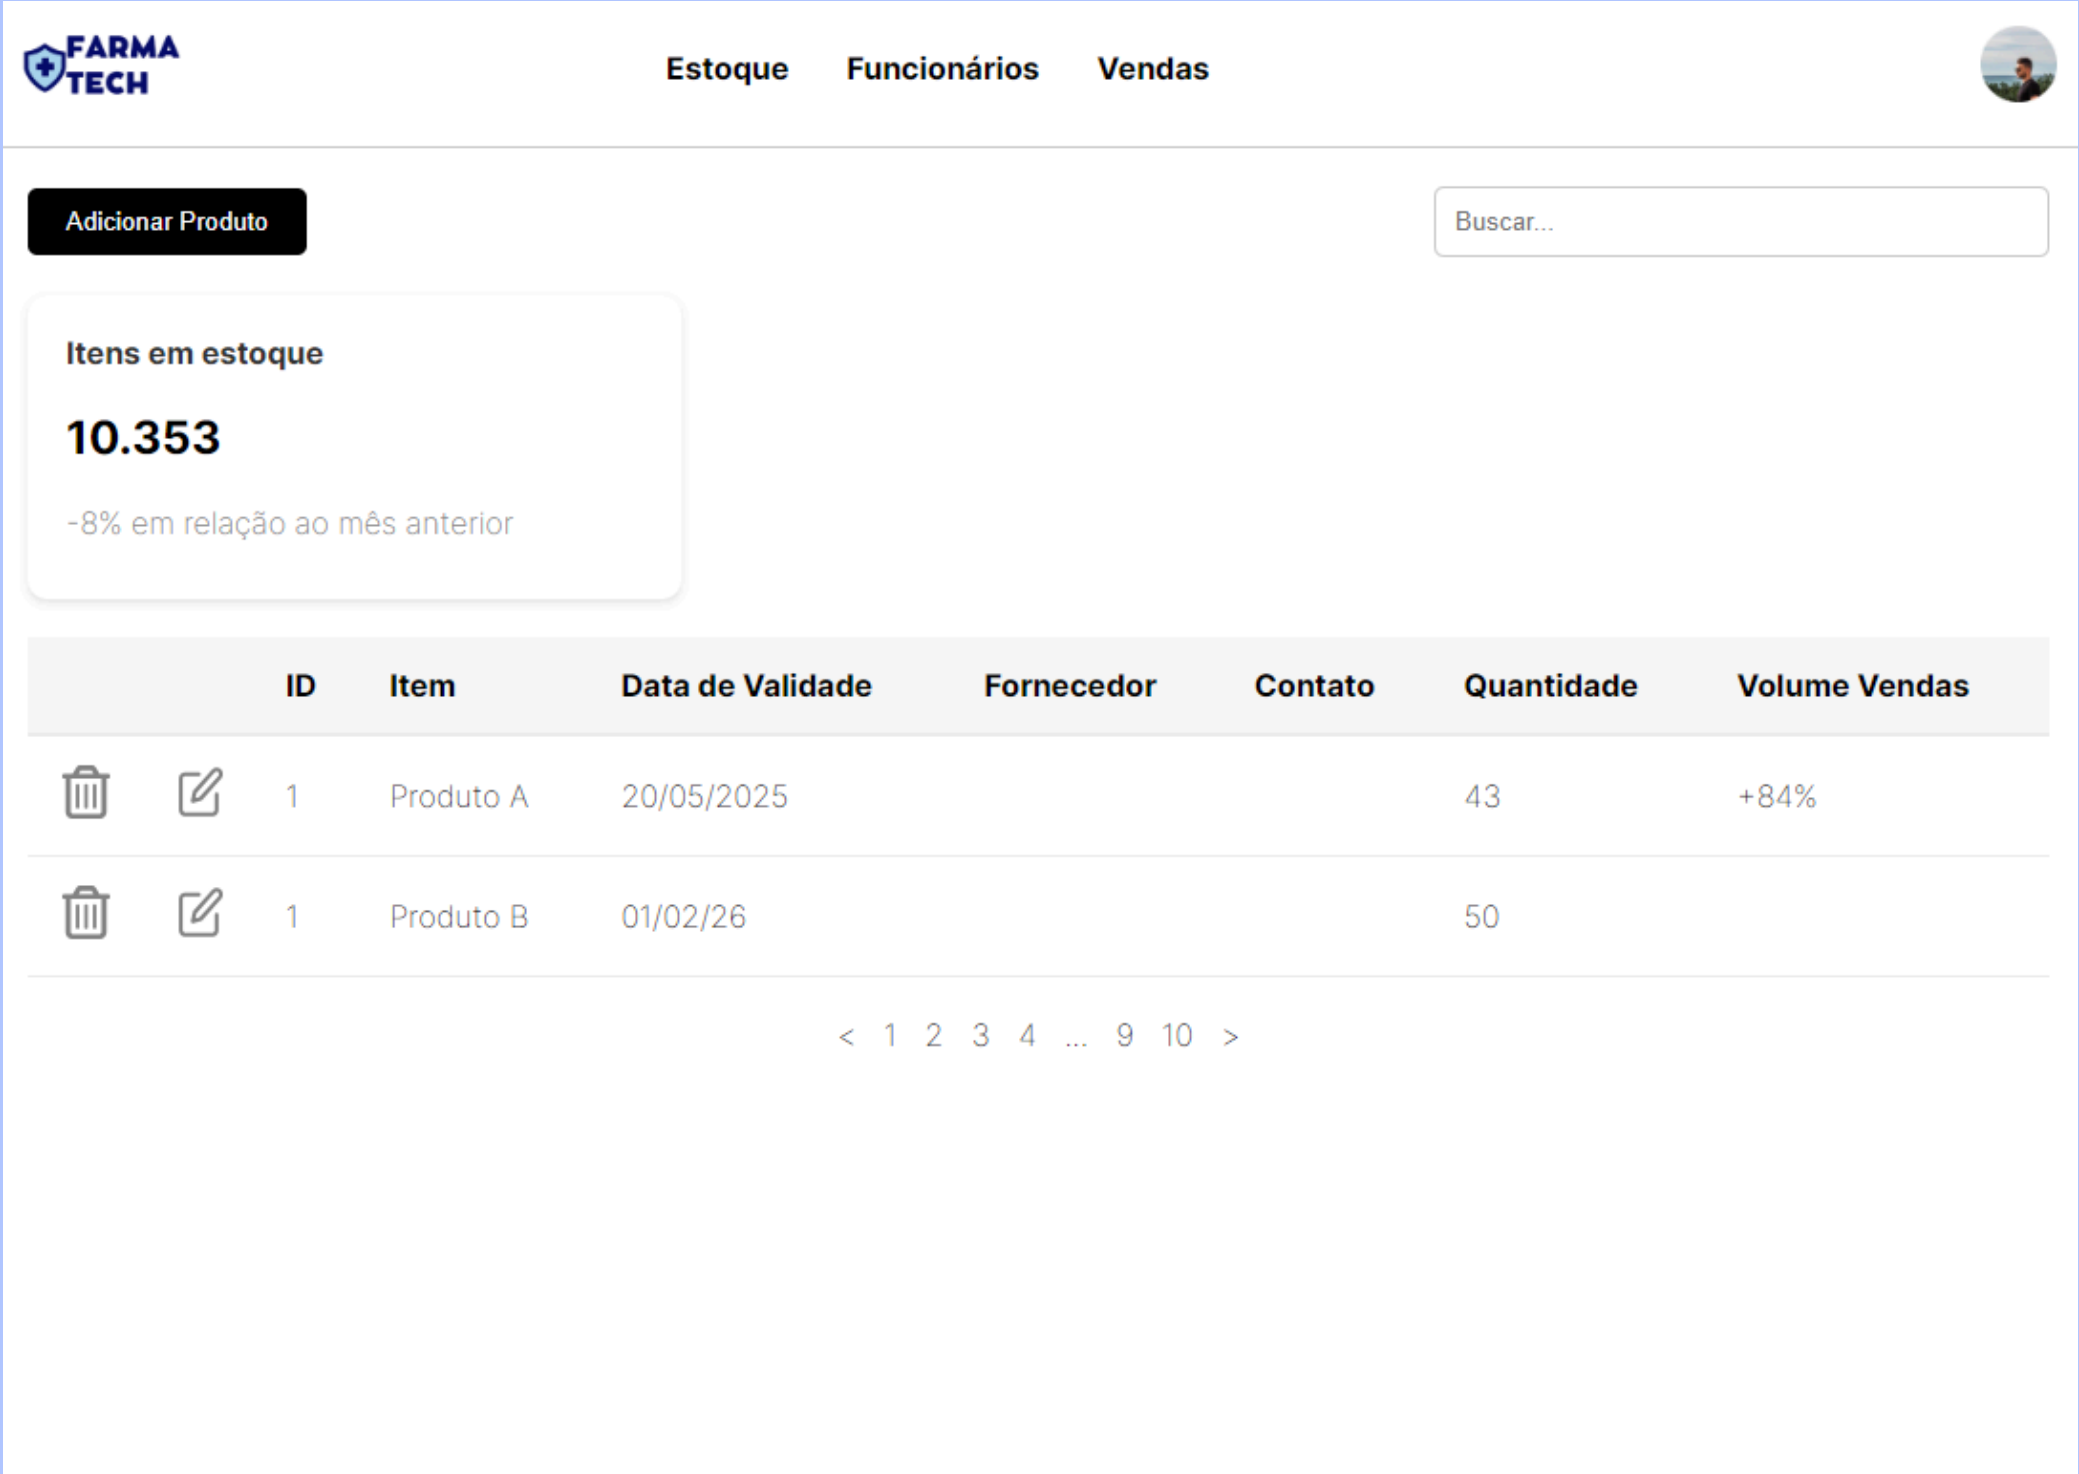 FARMA
TECH
Estoque Funcionários Vendas
Adicionar Produto
Buscar...
Itens em estoque
10.353
-8% em relação ao mês anterior
ID Item Data de Validade Fornecedor Contato Quantidade Volume Vendas
1 Produto A 20/05/2025 43 +84%
1 Produto B 01/02/26 50
< 1 2 3 4 ... 9 10 >